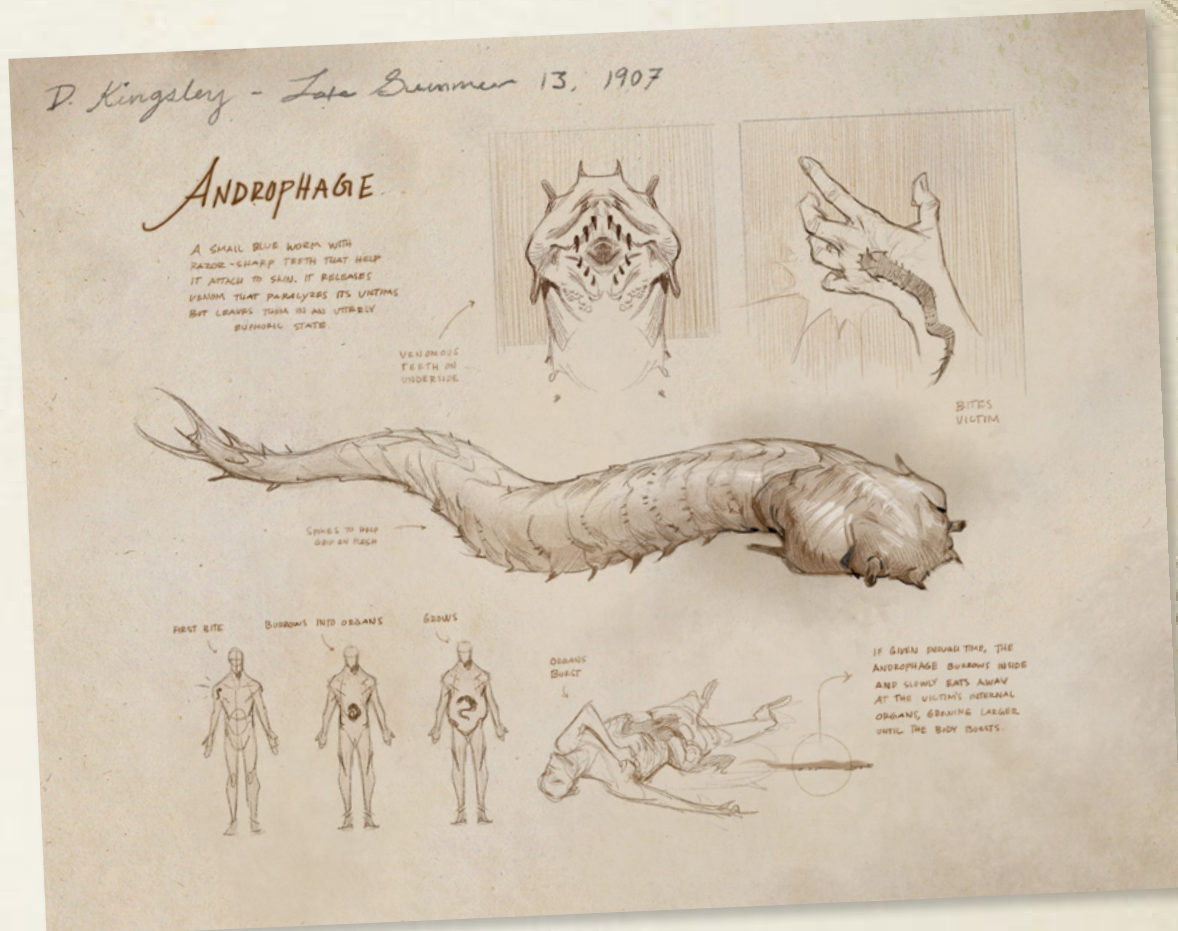 D. Kingsley - Late Summer 13, 1907
ANDROPHAGE
A SMALL BLUE WORM WITH
RAZOR-SHARP TEETH THAT HELP
IT ATTACH TO SKIN. IT RELEASES
VENOM THAT PARALYZES ITS VICTIMS
BUT LEAVES THEM IN AN UTTERLY
EUPHORIC STATE.
VENOMOUS
TEETH ON
UNDERSIDE
BITES
VICTIM
SPIKES TO HELP
GRIP ON FLESH
FIRST BITE
BURROWS INTO ORGANS
GROWS
ORGANS
BURST
IF GIVEN ENOUGH TIME, THE
ANDROPHAGE BURROWS INSIDE
AND SLOWLY EATS AWAY
AT THE VICTIM'S INTERNAL
ORGANS, GROWING LARGER
UNTIL THE BODY BURSTS.